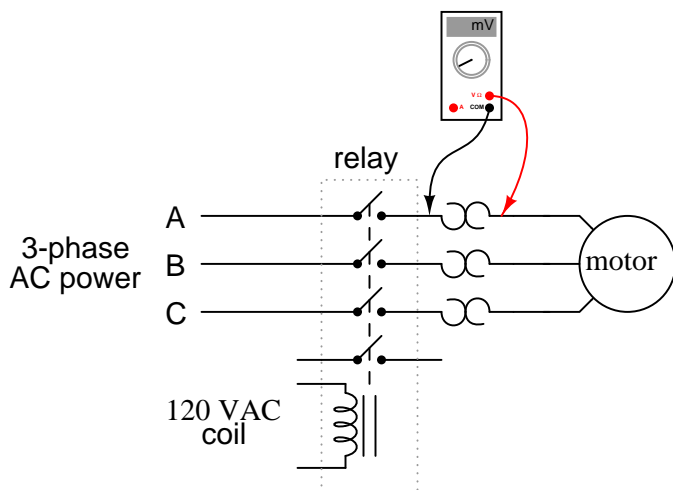 mV
V Ω
A COM
relay
A
3-phase
AC power
B
motor
C
120 VAC
coil